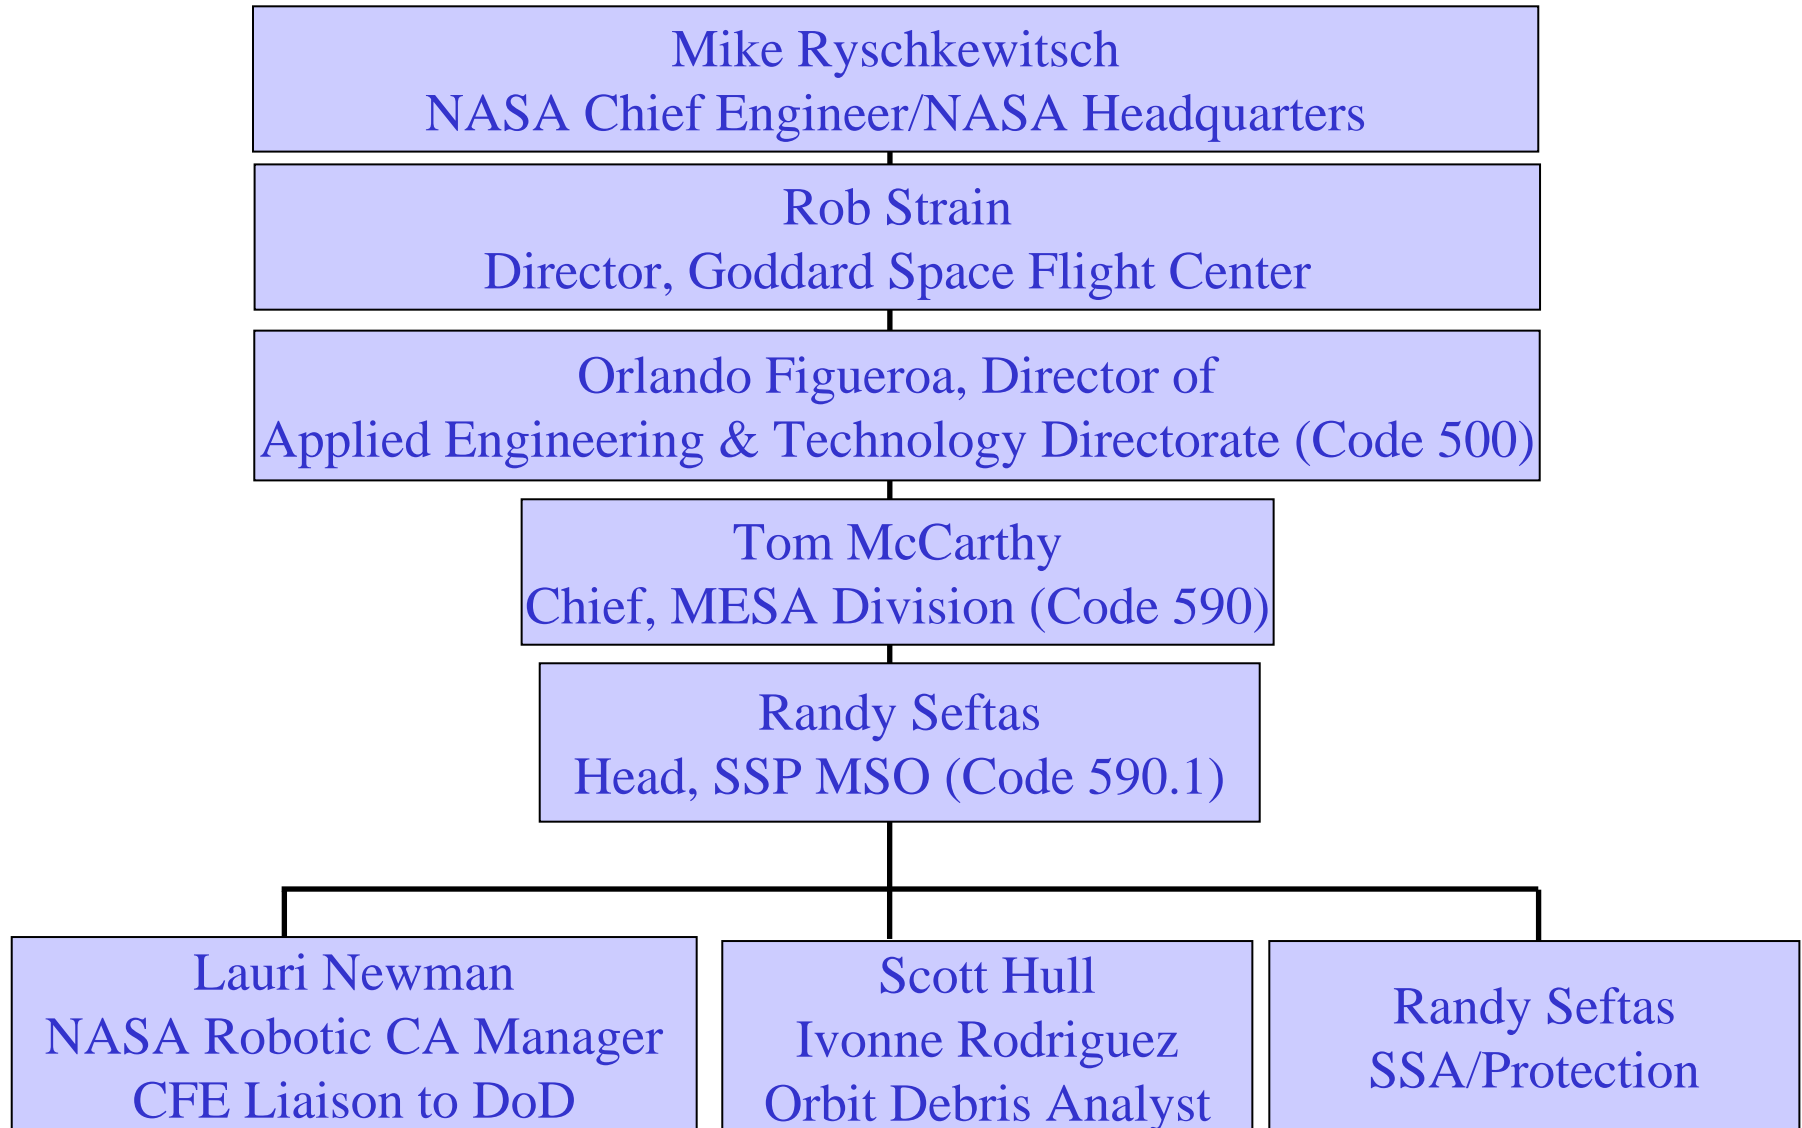 Mike Ryschkewitsch
NASA Chief Engineer/NASA Headquarters
Rob Strain
Director, Goddard Space Flight Center
Orlando Figueroa, Director of
Applied Engineering & Technology Directorate (Code 500)
Tom McCarthy
Chief, MESA Division (Code 590)
Randy Seftas
Head, SSP MSO (Code 590.1)
Lauri Newman
NASA Robotic CA Manager
CFE Liaison to DoD
Scott Hull
Ivonne Rodriguez
Orbit Debris Analyst
Randy Seftas
SSA/Protection